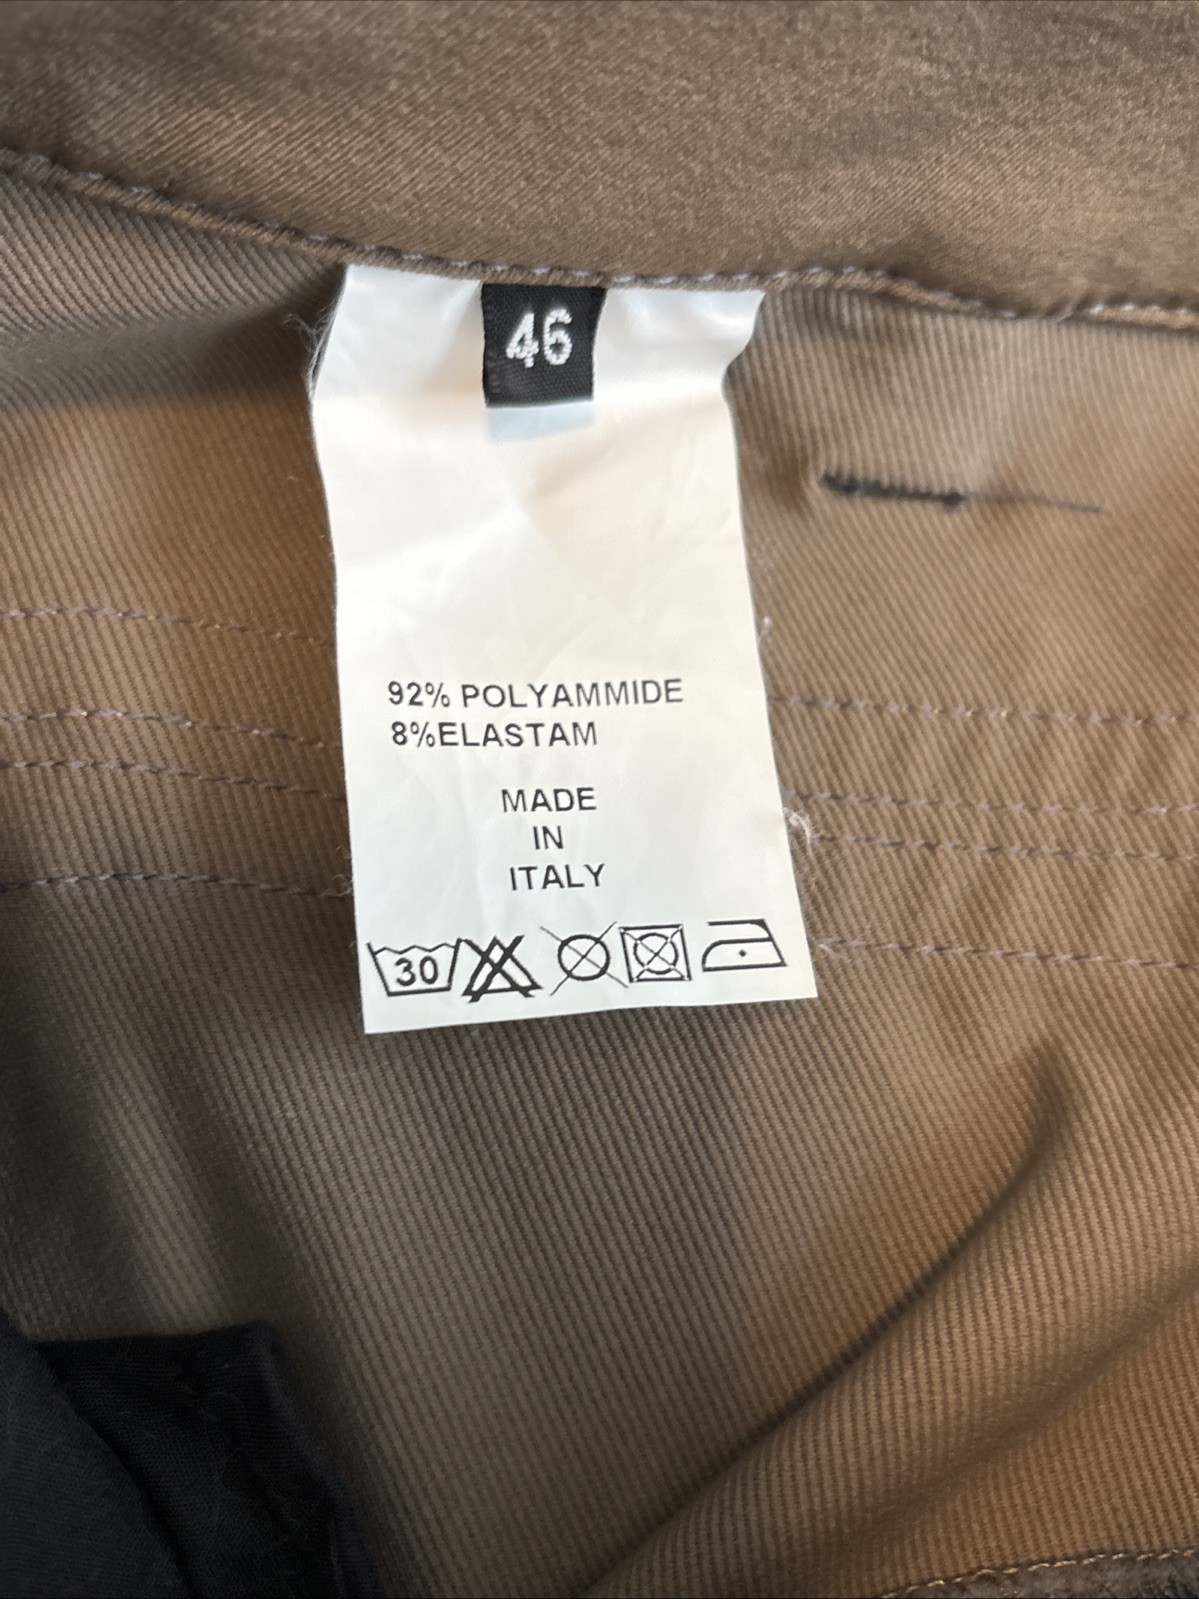 46
92% POLYAMMIDE
8%ELASTAM
MADE
IN
ITALY
30